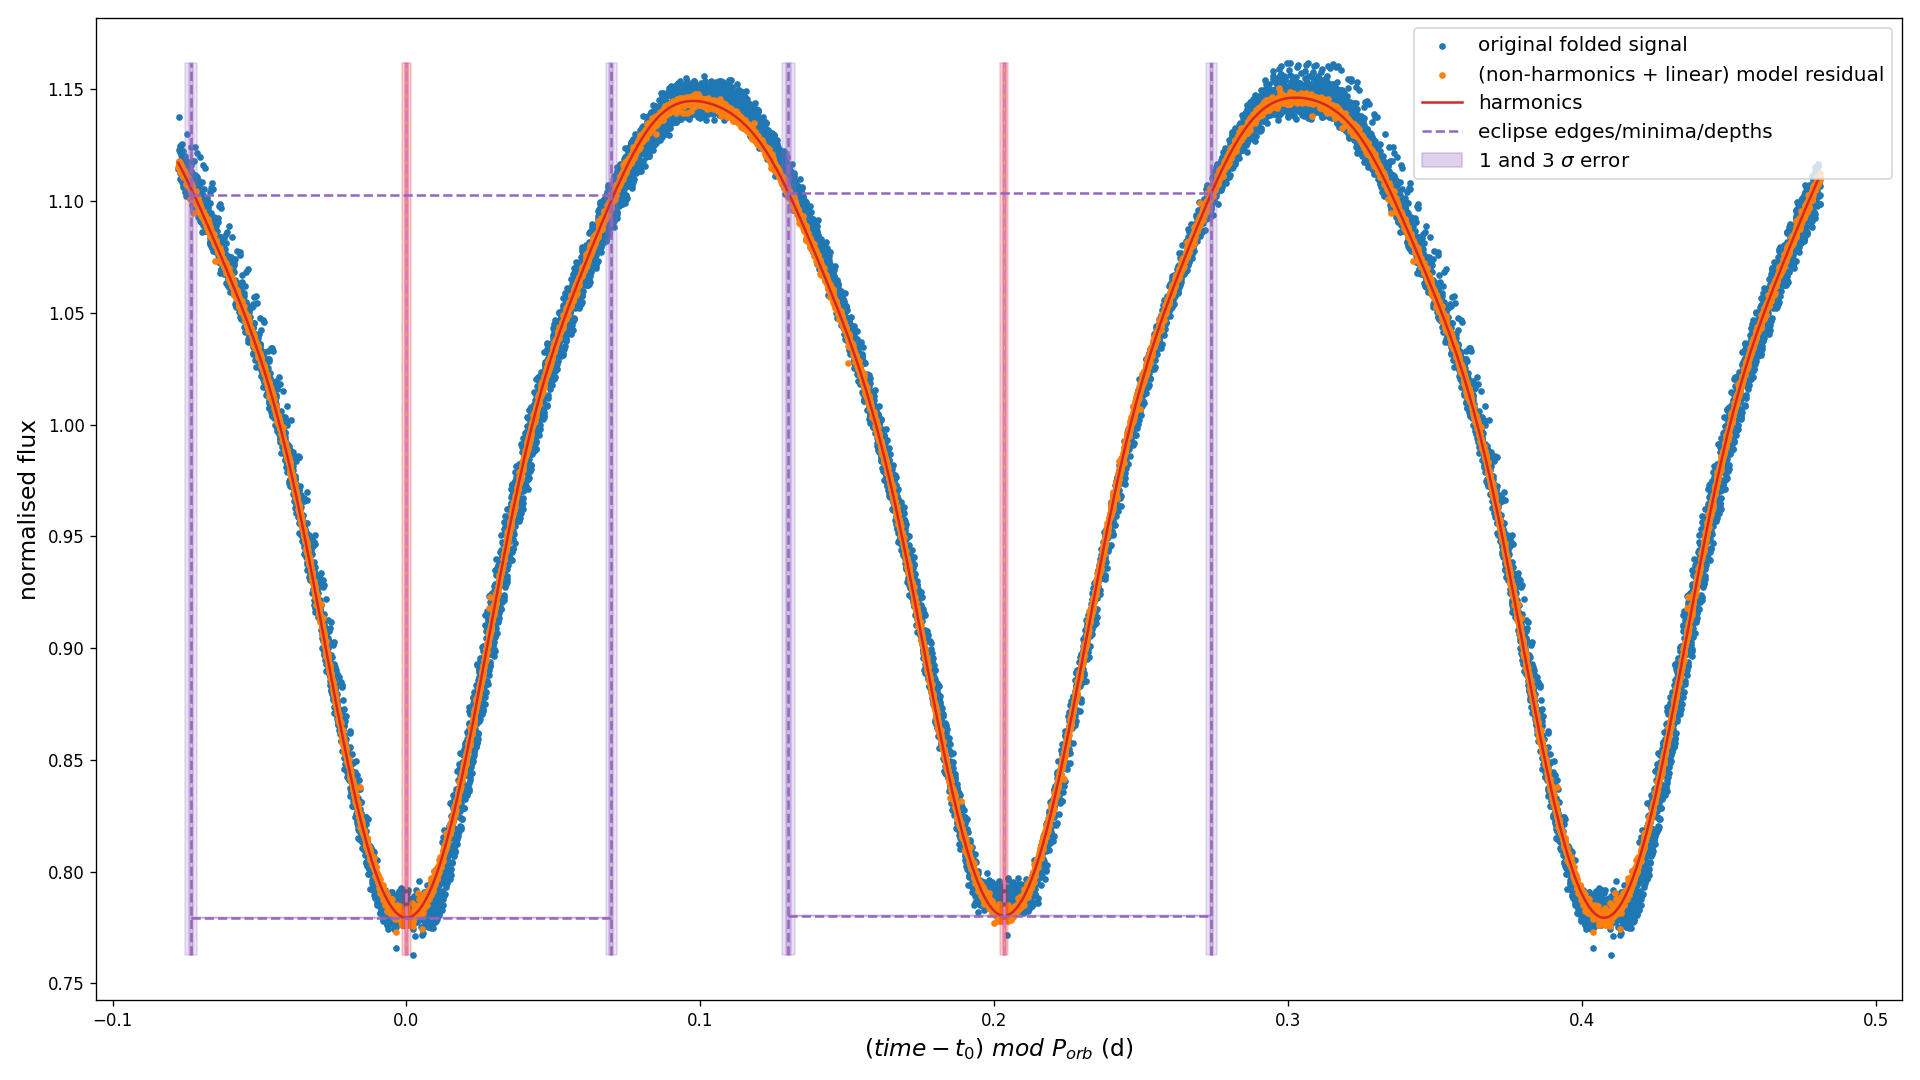 original folded signal
(non-harmonics + linear) model residual
harmonics
eclipse edges/minima/depths
1 and 3 σ error
normalised flux
1.15
1.10
1.05
1.00
0.95
0.90
0.85
0.80
0.75
−0.1
0.0
0.1
0.2
0.3
0.4
0.5
(time − t₀) mod Pₒᵣb (d)